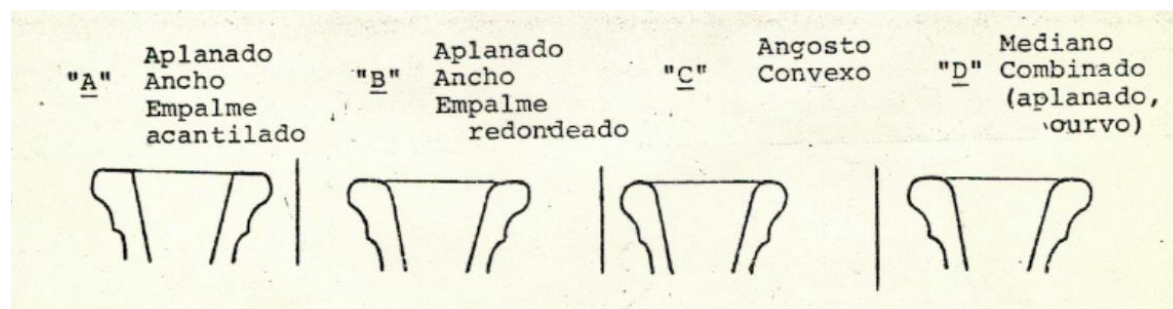 "A" Aplanado
Ancho
Empalme
acantilado
"B" Aplanado
Ancho
Empalme
redondeado
"C" Angosto
Convexo
"D" Mediano
Combinado
(aplanado,
curvo)